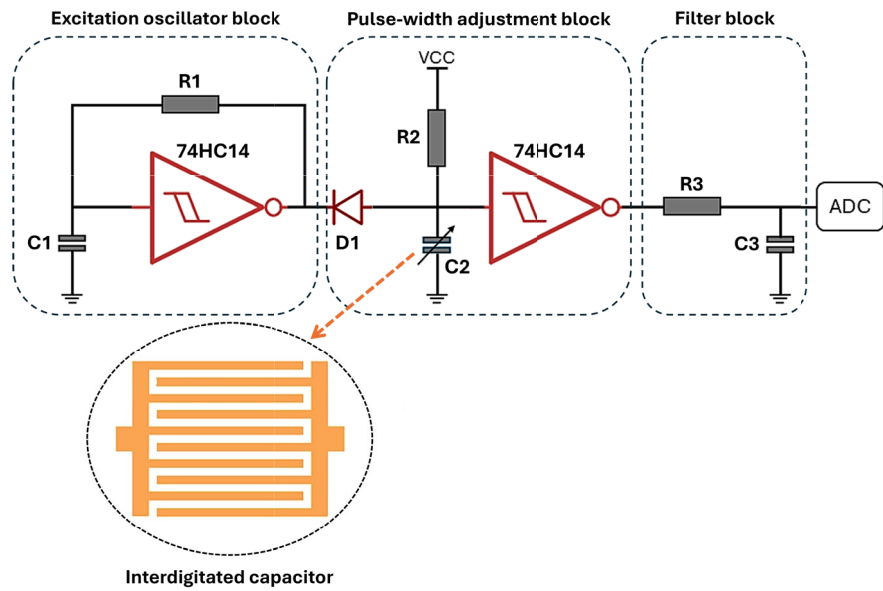 Excitation oscillator block
Pulse-width adjustment block
Filter block
VCC
R1
R2
74HC14
74HC14
R3
ADC
C1
D1
C2
C3
Interdigitated capacitor